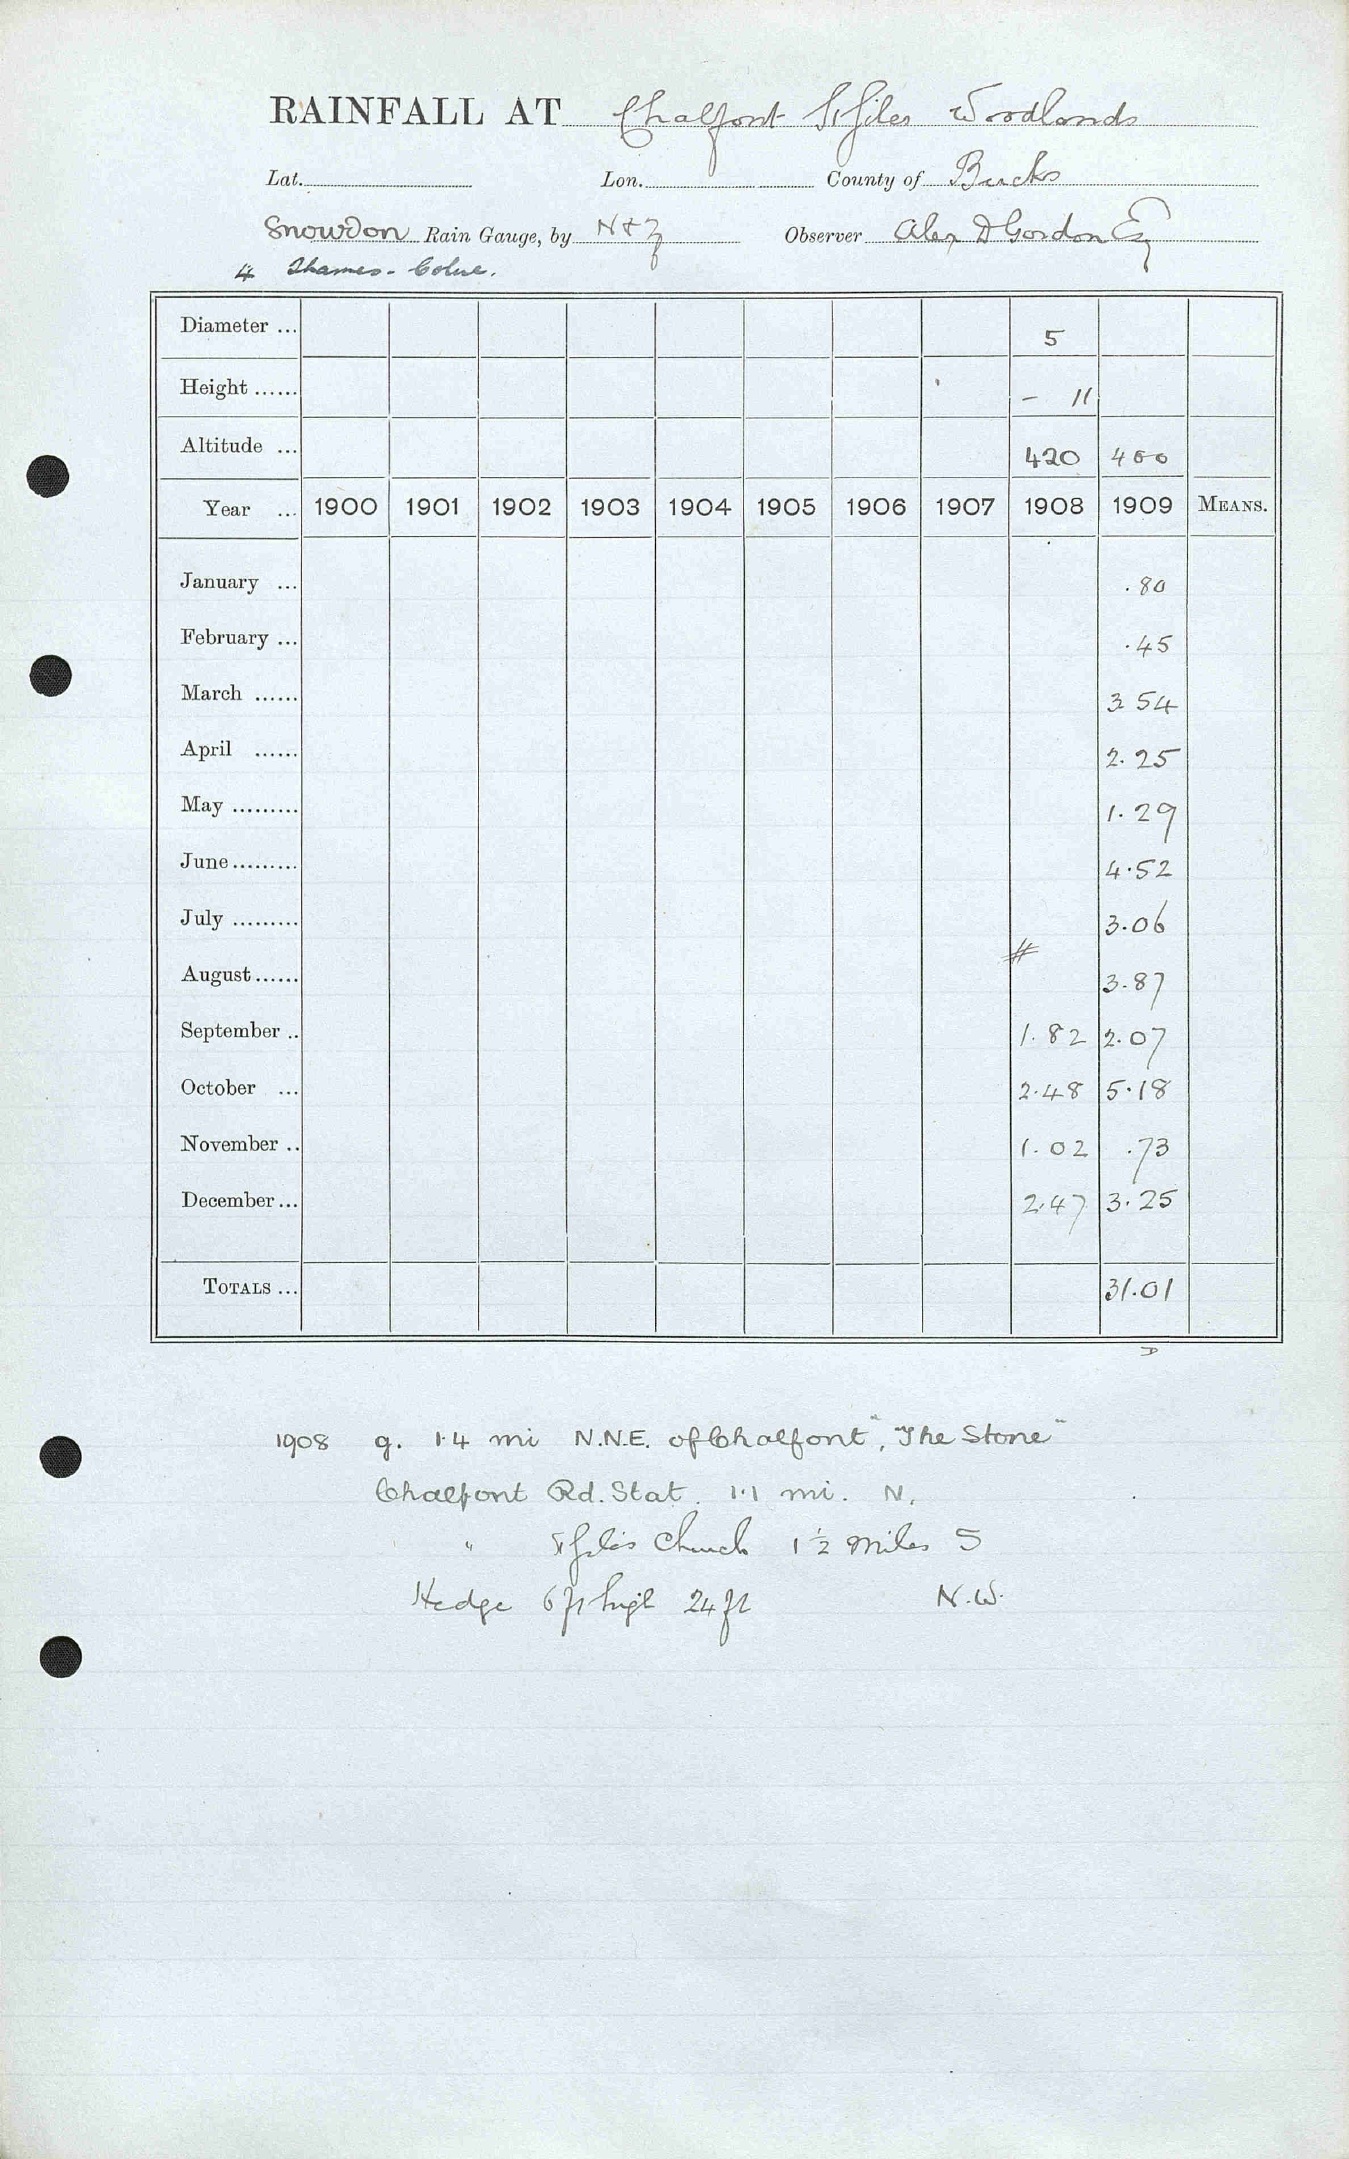 RAINFALL AT Chalfont St Giles Woodlands
Lat. Lon. County of Bucks
Snowdon Rain Gauge, by N & Z Observer Alex D Gordon Esq
4 Thames - Colne.
Diameter ... 5
Height ...... – 11
Altitude ... 420 400
Year ... 1900 1901 1902 1903 1904 1905 1906 1907 1908 1909 MEANS.
January ... .80
February ... .45
March ...... 3 54
April ...... 2.25
May ......... 1.29
June ......... 4.52
July ......... 3.06
August ...... 3.87
September .. 1.82 2.07
October ... 2.48 5.18
November .. 1.02 .73
December ... 2.47 3.25
TOTALS ... 31.01
D
1908 g. 1.4 mi N.N.E. of Chalfont", "The Stone"
Chalfont Rd. Stat. 1.1 mi. N.
" St Giles Church 1½ miles S
Hedge 6 ft high 24 ft N.W.